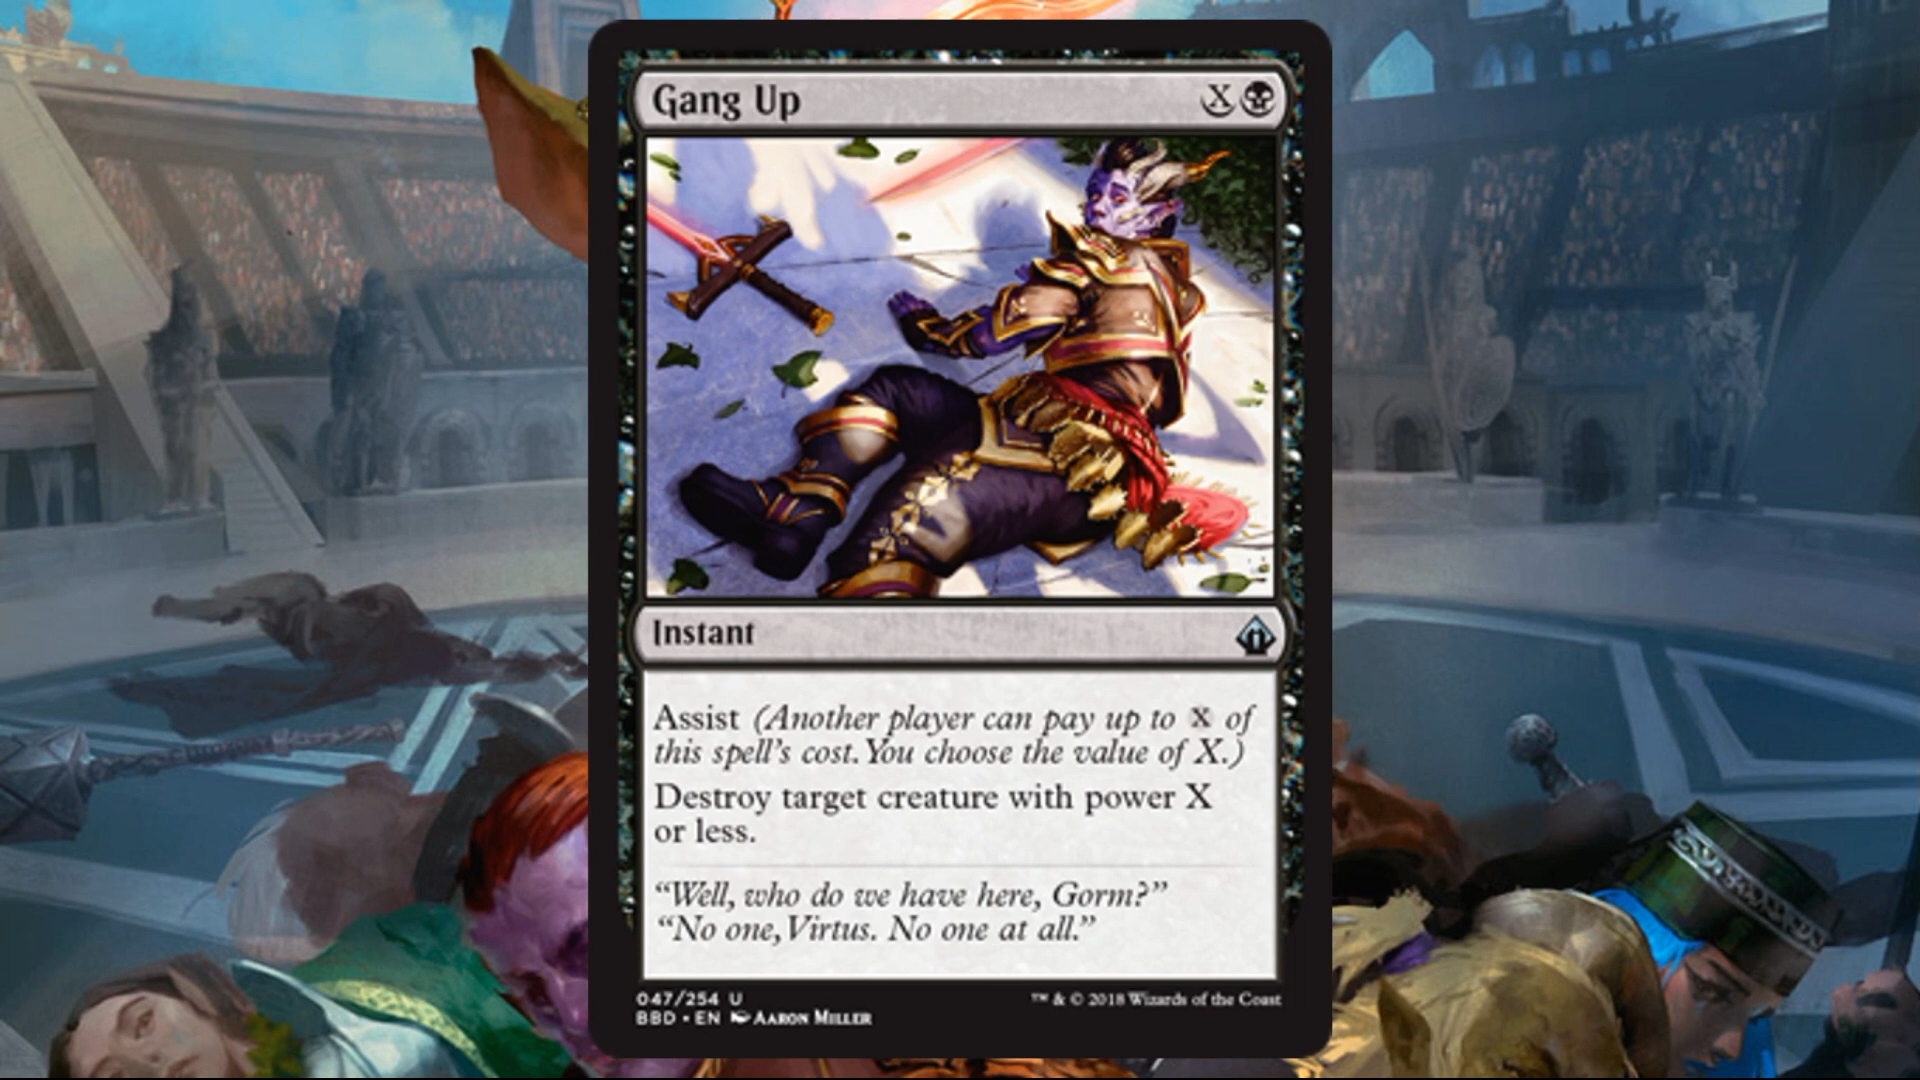 Gang Up X
Instant
Assist (Another player can pay up to X of
this spell's cost. You choose the value of X.)
Destroy target creature with power X
or less.
“Well, who do we have here, Gorm?”
“No one, Virtus. No one at all.”
047/254 U
BBD • EN AARON MILLER
™ & © 2018 Wizards of the Coast